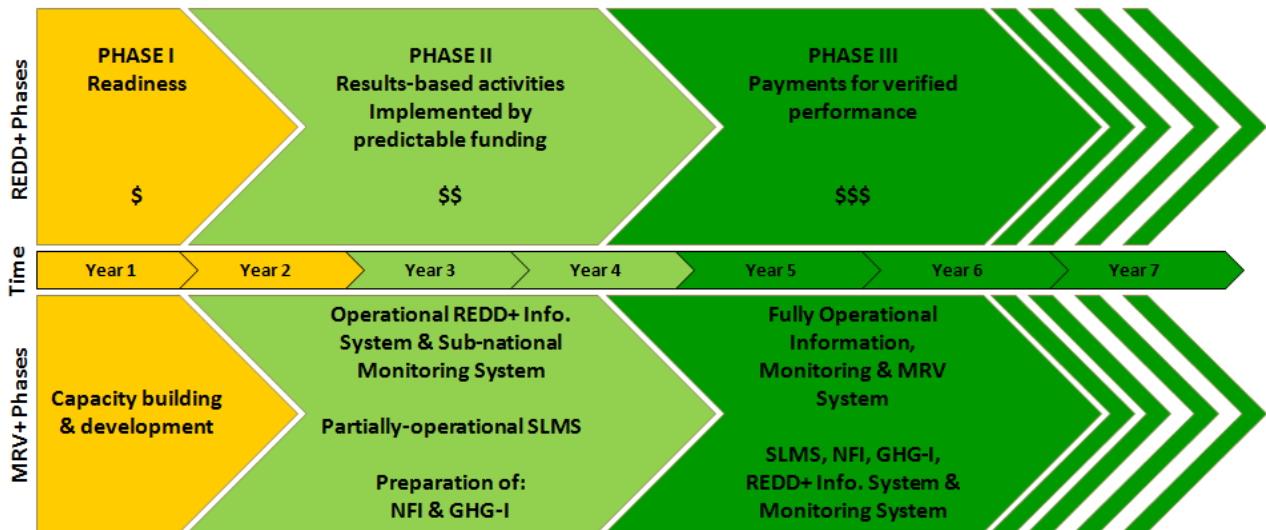 REDD+ Phases
PHASE I
Readiness
$
PHASE II
Results-based activities
Implemented by
predictable funding
$$
PHASE III
Payments for verified
performance
$$$
Time
Year 1
Year 2
Year 3
Year 4
Year 5
Year 6
Year 7
MRV+ Phases
Capacity building
& development
Operational REDD+ Info.
System & Sub-national
Monitoring System
Partially-operational SLMS
Preparation of:
NFI & GHG-I
Fully Operational
Information,
Monitoring & MRV
System
SLMS, NFI, GHG-I,
REDD+ Info. System &
Monitoring System